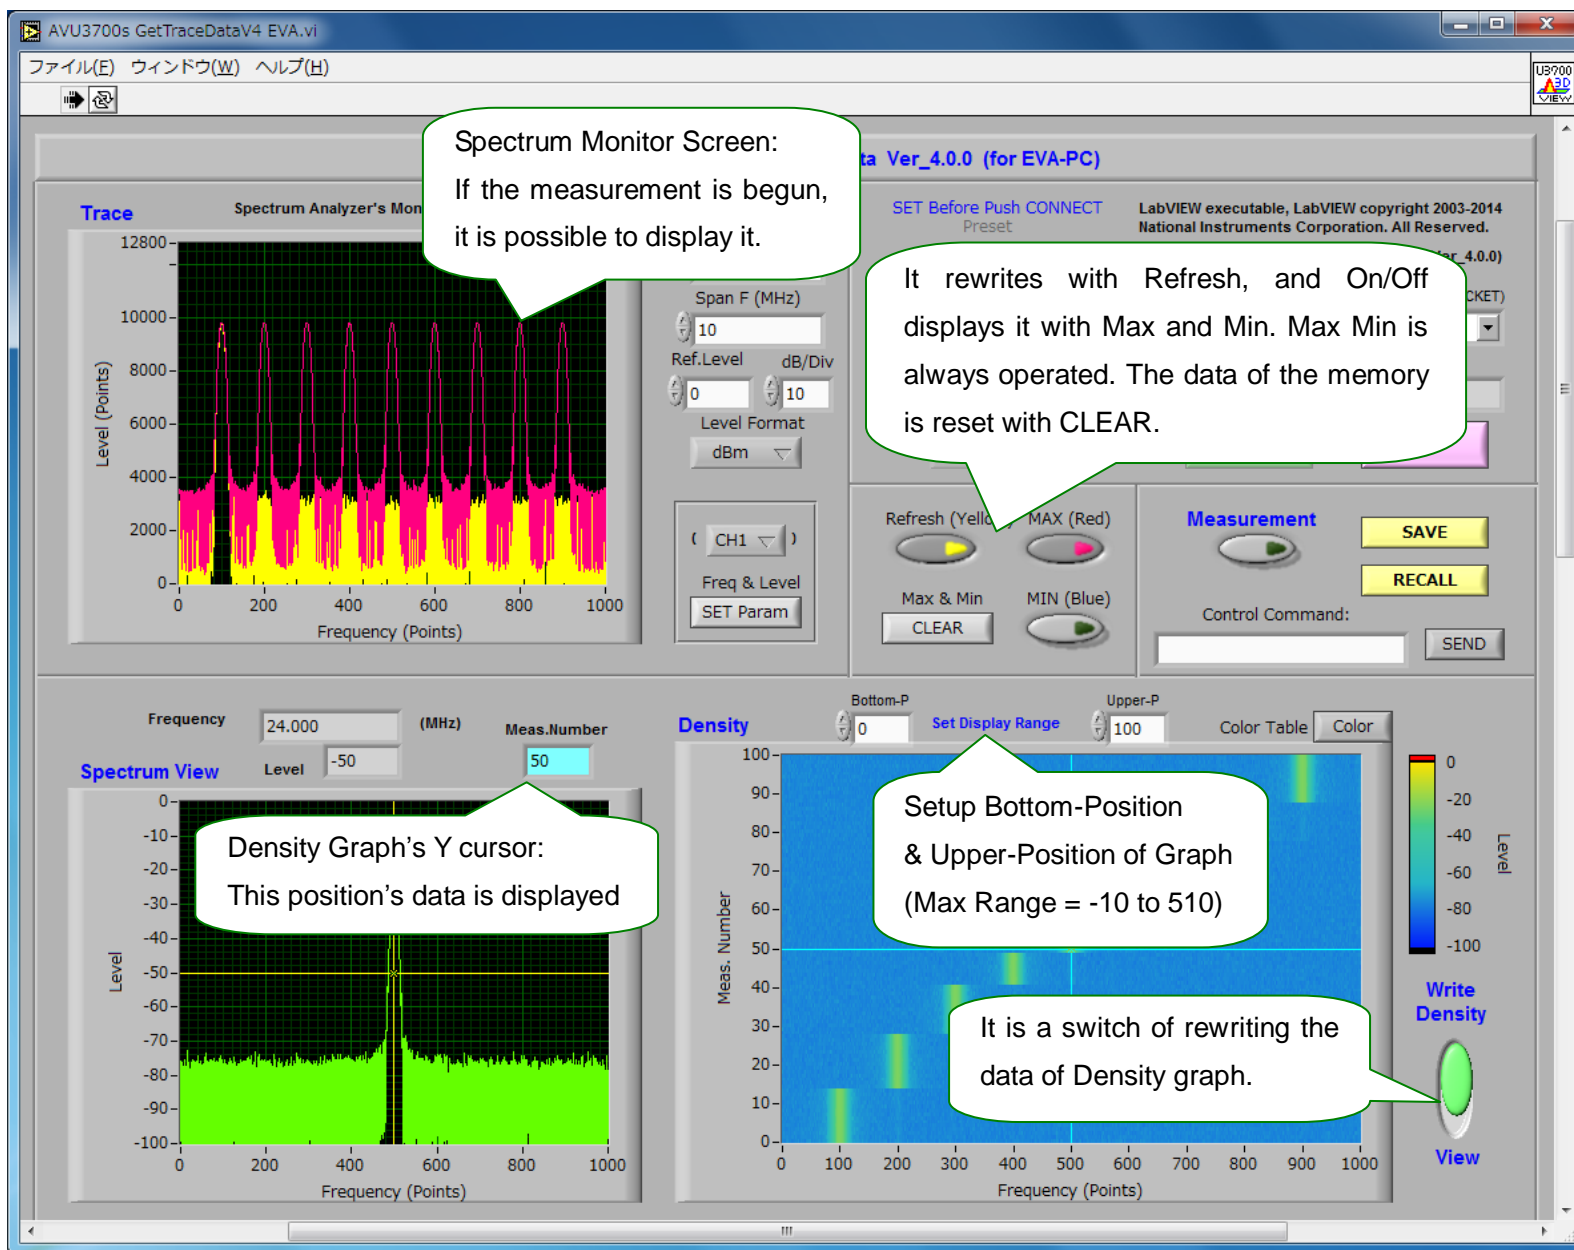 AVU3700s GetTraceDataV4 EVA.vi
ファイル(F) ウィンドウ(W) ヘルプ(H)
U3700
3D
VIEW
Spectrum Monitor Screen:
If the measurement is begun,
it is possible to display it.
ta Ver_4.0.0 (for EVA-PC)
Trace
Spectrum Analyzer's Mon
SET Before Push CONNECT
Preset
LabVIEW executable, LabVIEW copyright 2003-2014
National Instruments Corporation. All Reserved.
er_4.0.0)
CKET)
It rewrites with Refresh, and On/Off
displays it with Max and Min. Max Min is
always operated. The data of the memory
is reset with CLEAR.
12800
10000
8000
6000
4000
2000
0
Level (Points)
0 200 400 600 800 1000
Frequency (Points)
Span F (MHz)
10
Ref.Level dB/Div
0 10
Level Format
dBm
( CH1 )
Freq & Level
SET Param
Refresh (Yello MAX (Red)
Max & Min MIN (Blue)
CLEAR
Measurement
SAVE
RECALL
Control Command:
SEND
Frequency 24.000 (MHz)
Level -50
Meas.Number
50
Spectrum View
Density Graph's Y cursor:
This position's data is displayed
0
-10
-20
-30
-40
-50
-60
-70
-80
-90
-100
Level
0 200 400 600 800 1000
Frequency (Points)
Density
Bottom-P
0
Set Display Range
Upper-P
100
Color Table Color
Setup Bottom-Position
& Upper-Position of Graph
(Max Range = -10 to 510)
100
90
80
70
60
50
40
30
20
10
0
Meas. Number
0 100 200 300 400 500 600 700 800 900 1000
Frequency (Points)
0
-20
-40
-60
-80
-100
Level
It is a switch of rewriting the
data of Density graph.
Write
Density
View